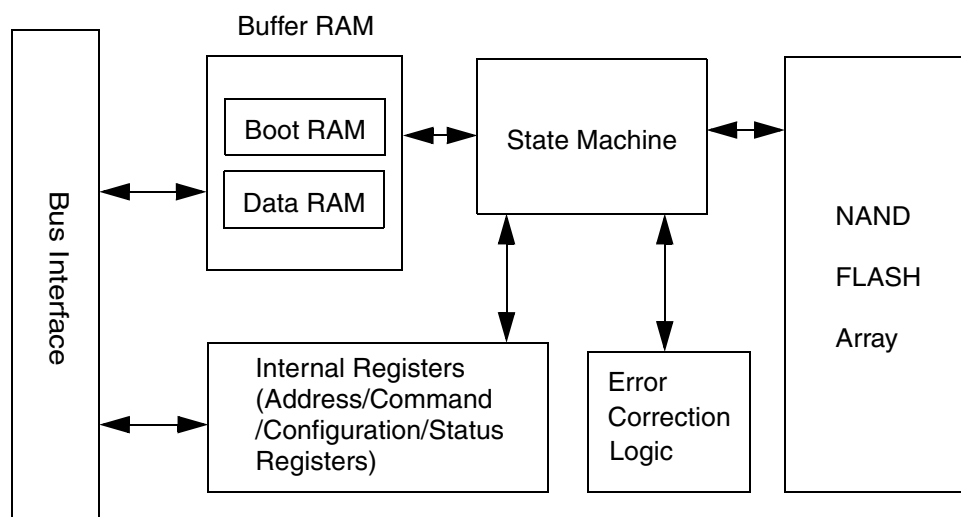 Buffer RAM
Boot RAM
Data RAM
State Machine
Bus Interface
NAND
FLASH
Array
Internal Registers
(Address/Command
/Configuration/Status
Registers)
Error
Correction
Logic